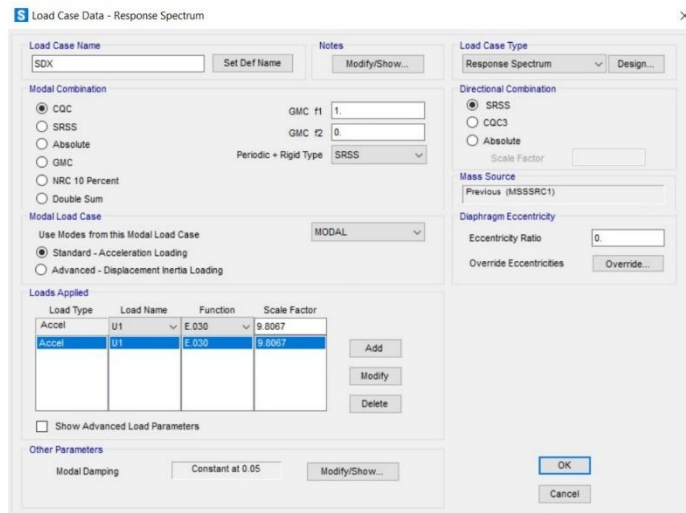 S Load Case Data - Response Spectrum
Load Case Name
SDX
Set Def Name
Notes
Modify/Show...
Load Case Type
Response Spectrum
Design...
Modal Combination
CQC
SRSS
Absolute
GMC
NRC 10 Percent
Double Sum
GMC f1
1.
GMC f2
0.
Periodic + Rigid Type
SRSS
Directional Combination
SRSS
CQC3
Absolute
Scale Factor
Mass Source
Previous (MSSSRC1)
Modal Load Case
Use Modes from this Modal Load Case
MODAL
Standard - Acceleration Loading
Advanced - Displacement Inertia Loading
Diaphragm Eccentricity
Eccentricity Ratio
0.
Override Eccentricities
Override...
Loads Applied
Load Type Load Name Function Scale Factor
Accel U1 E.030 9.8067
Accel U1 E.030 9.8067
Add
Modify
Delete
Show Advanced Load Parameters
Other Parameters
Modal Damping
Constant at 0.05
Modify/Show...
OK
Cancel